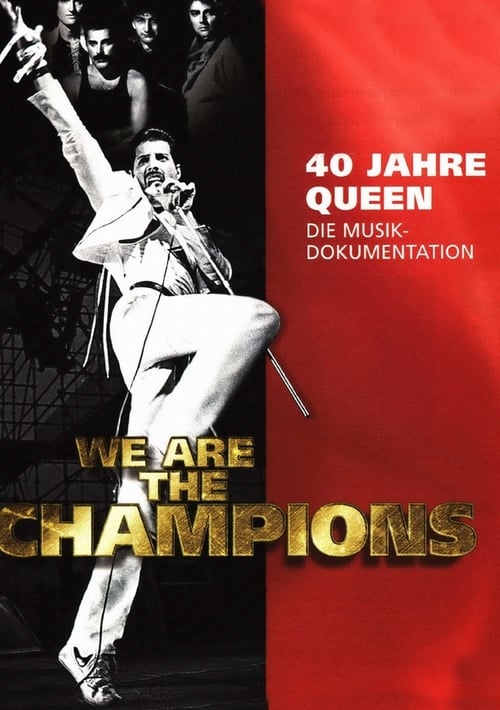 40 JAHRE
QUEEN
DIE MUSIK-
DOKUMENTATION
WE ARE
THE
CHAMPIONS